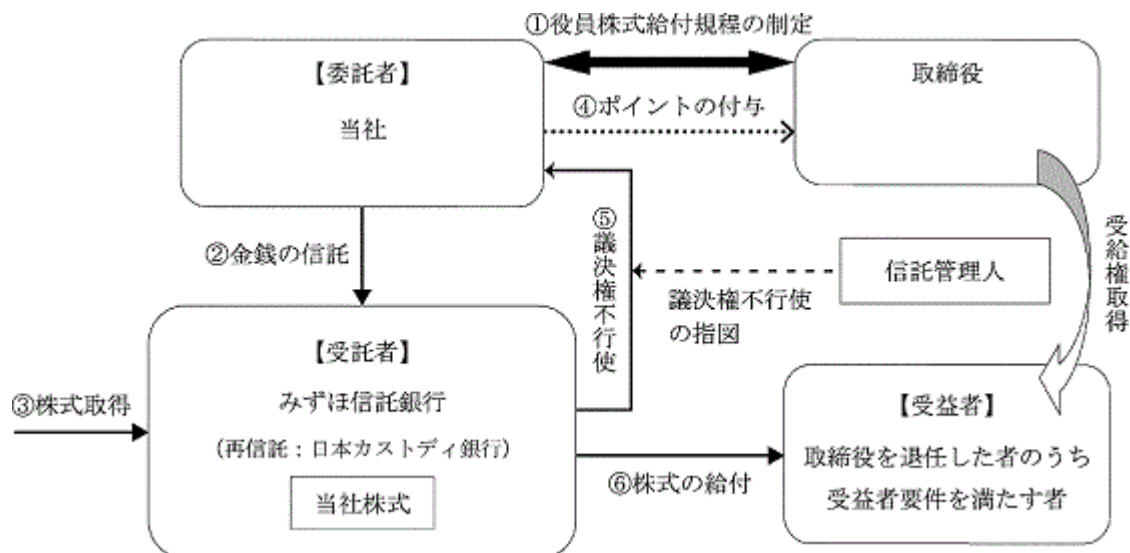 ①役員株式給付規程の制定
【委託者】
当社
取締役
④ポイントの付与
②金銭の信託
⑤議決権不行使
信託管理人
議決権不行使
の指図
受給権取得
【受託者】
みずほ信託銀行
(再信託:日本カストディ銀行)
当社株式
③株式取得
⑥株式の給付
【受益者】
取締役を退任した者のうち
受益者要件を満たす者